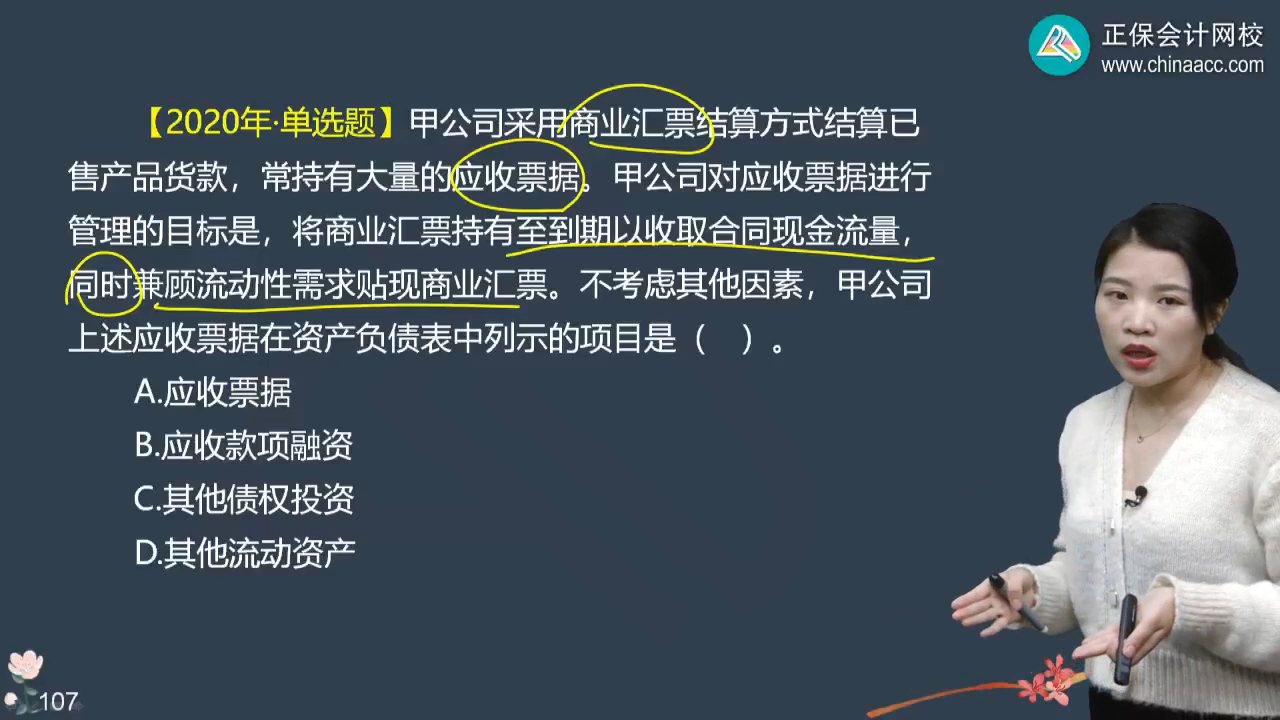 正保会计网校
www.chinaacc.com
【2020年·单选题】甲公司采用商业汇票结算方式结算已
售产品货款，常持有大量的应收票据。甲公司对应收票据进行
管理的目标是，将商业汇票持有至到期以收取合同现金流量，
同时兼顾流动性需求贴现商业汇票。不考虑其他因素，甲公司
上述应收票据在资产负债表中列示的项目是（　）。
A.应收票据
B.应收款项融资
C.其他债权投资
D.其他流动资产
107